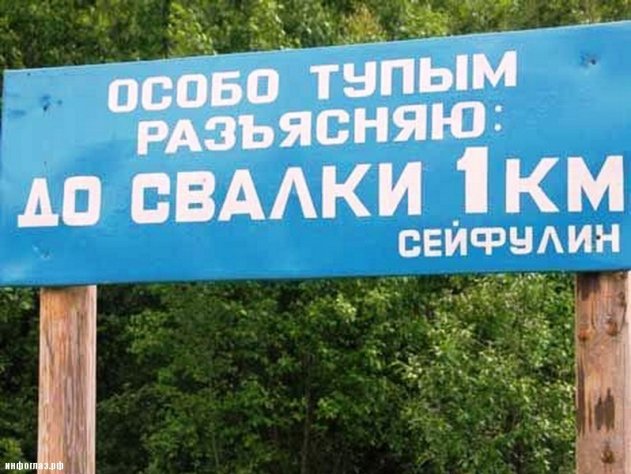 ОСОБО ТУПЫМ
РАЗЪЯСНЯЮ:
ДО СВАЛКИ 1КМ
СЕЙФУЛИН
инфоглаз.рф